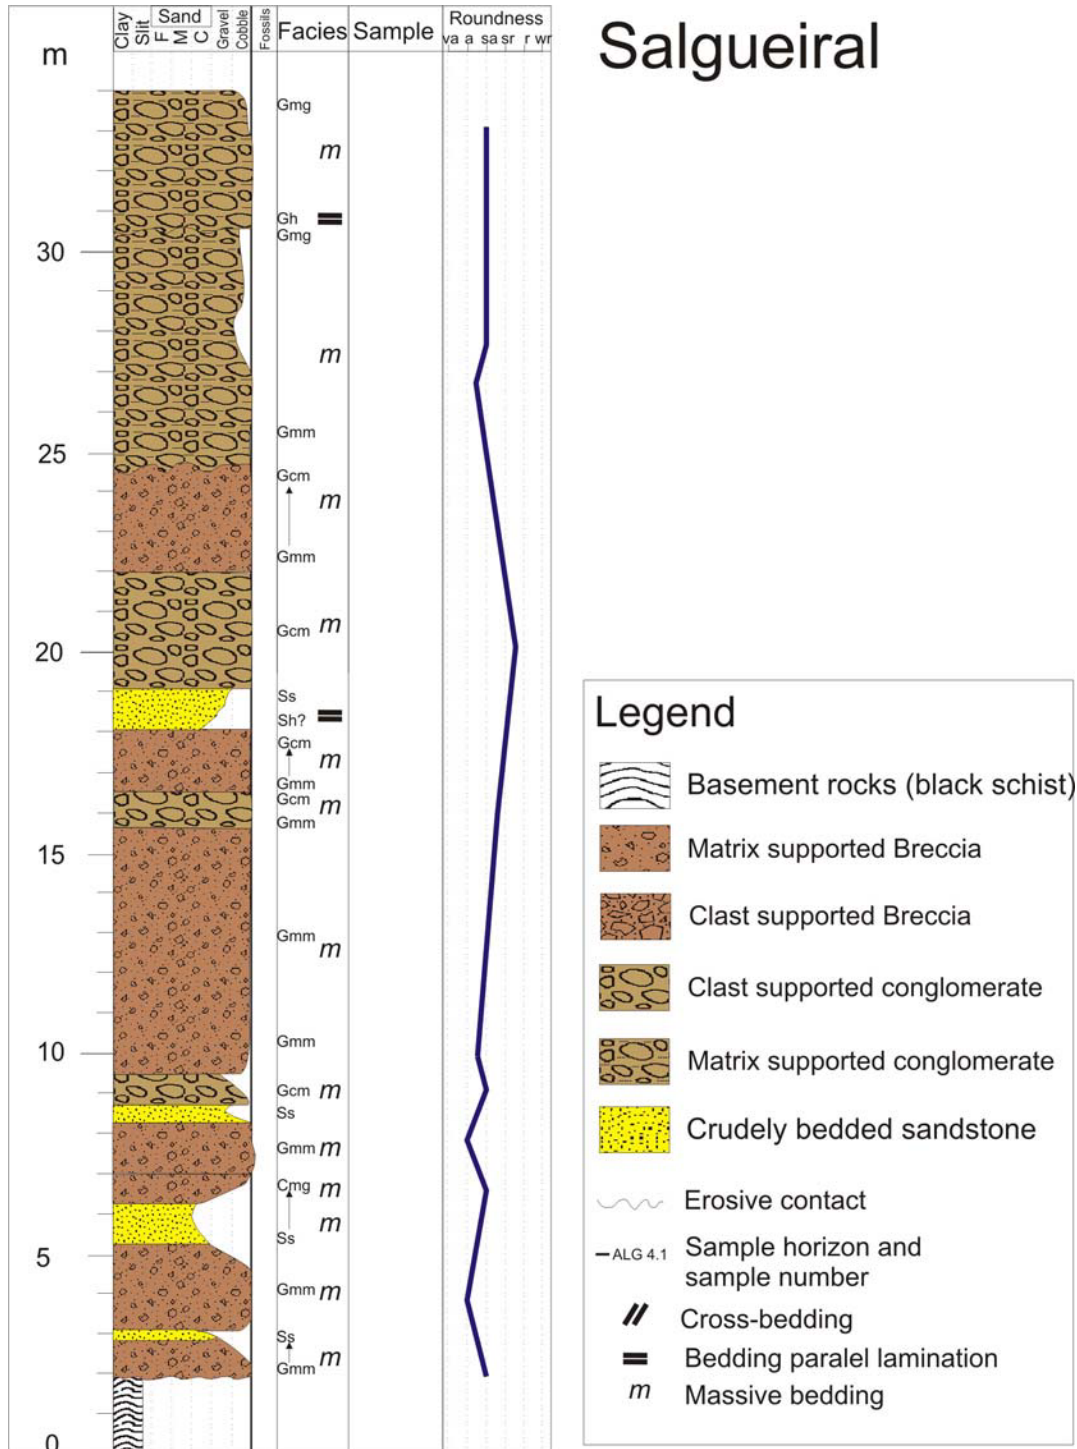 Salgueiral
m
Clay
Slit
Sand
F
M
C
Gravel
Cobble
Fossils
Facies
Sample
Roundness
va a sa sr r wr
Gmg
m
Gh
Gmg
30
m
Gmm
25
Gcm
m
Gmm
Gcm m
20
Ss
Sh?
Gcm
m
Gmm
Gcm m
Gmm
15
Gmm
m
Gmm
10
Gcm m
Ss
Gmm m
Cmg m
m
Ss
5
Gmm m
Ss
m
Gmm
0
Legend
Basement rocks (black schist)
Matrix supported Breccia
Clast supported Breccia
Clast supported conglomerate
Matrix supported conglomerate
Crudely bedded sandstone
Erosive contact
ALG 4.1 Sample horizon and
sample number
Cross-bedding
Bedding paralel lamination
m Massive bedding